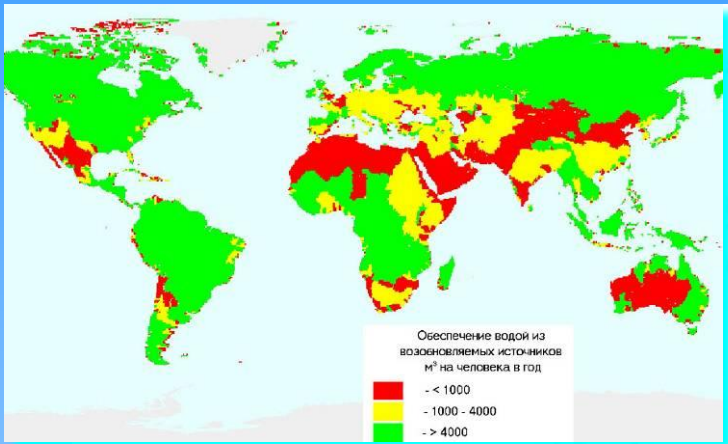 Обеспечение водой из
возобновляемых источников
м³ на человека в год
- < 1000
- 1000 - 4000
- > 4000